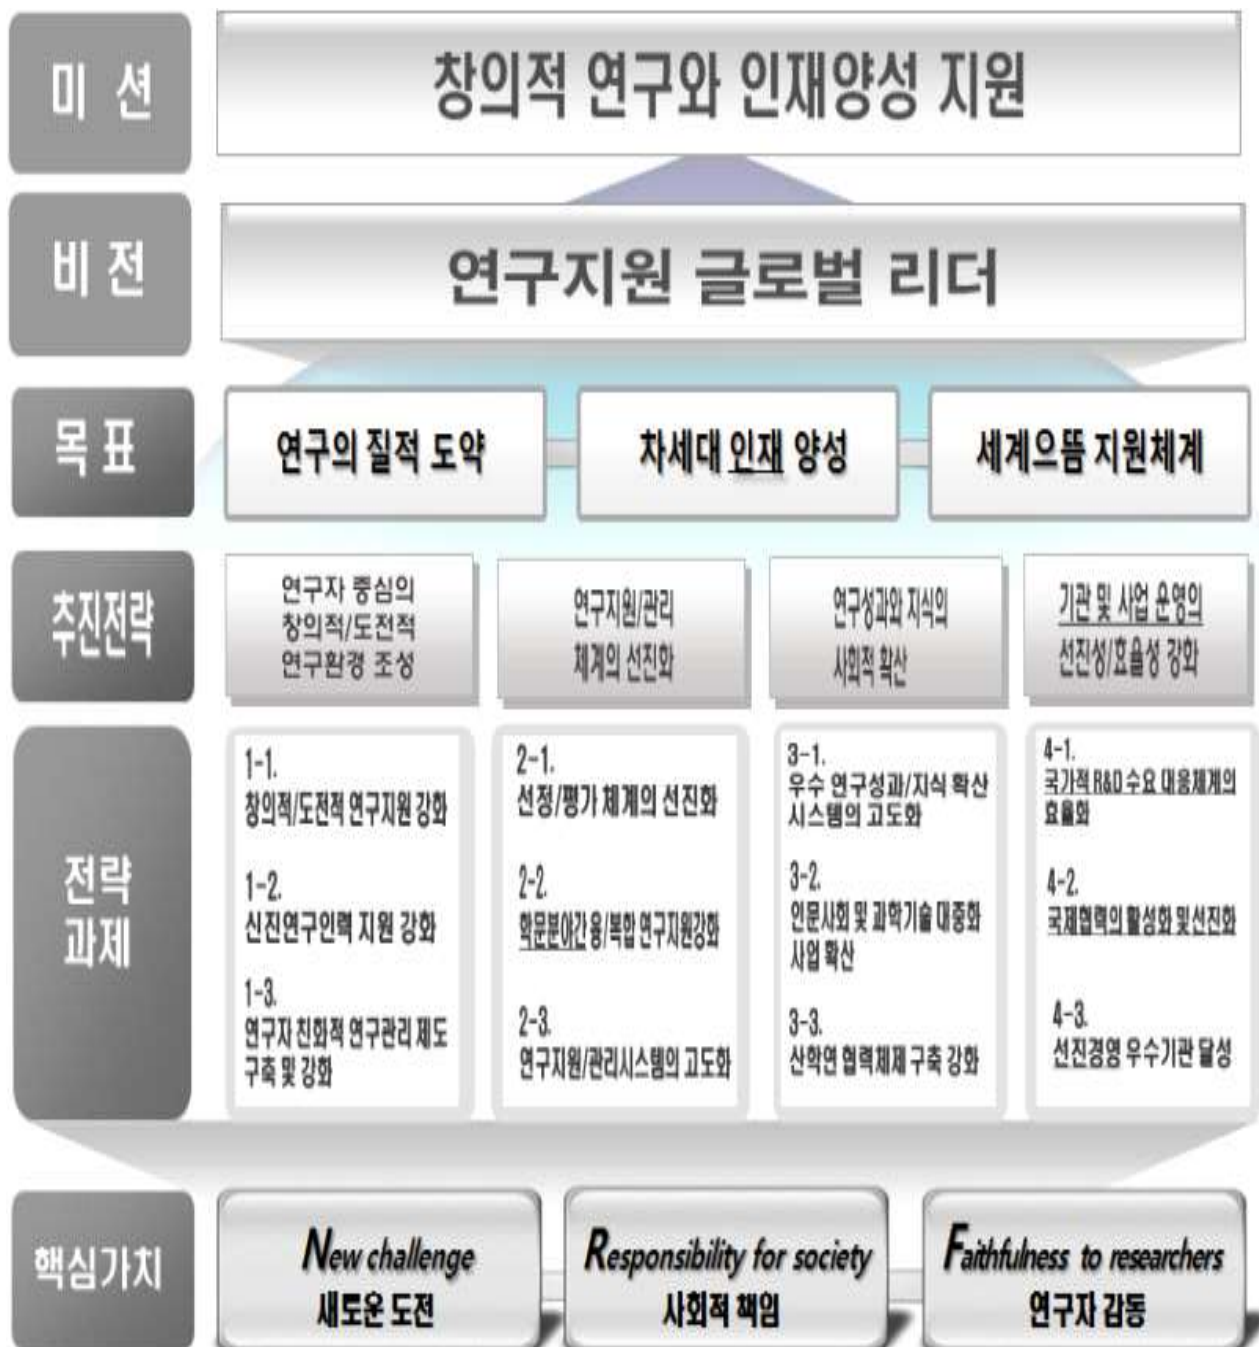 미 션
창의적 연구와 인재양성 지원
비 전
연구지원 글로벌 리더
목 표
연구의 질적 도약
차세대 인재 양성
세계으뜸 지원체계
추진전략
연구자 중심의
창의적/도전적
연구환경 조성
연구지원/관리
체계의 선진화
연구성과와 지식의
사회적 확산
기관 및 사업 운영의
선진성/효율성 강화
전략
과제
1-1.
창의적/도전적 연구지원 강화
1-2.
신진연구인력 지원 강화
1-3.
연구자 친화적 연구관리 제도
구축 및 강화
2-1.
선정/평가 체계의 선진화
2-2.
학문분야간 융/복합 연구지원강화
2-3.
연구지원/관리시스템의 고도화
3-1.
우수 연구성과/지식 확산
시스템의 고도화
3-2.
인문사회 및 과학기술 대중화
사업 확산
3-3.
산학연 협력체제 구축 강화
4-1.
국가적 R&D 수요 대응체계의
효율화
4-2.
국제협력의 활성화 및선진화
4-3.
선진경영 우수기관 달성
핵심가치
New challenge
새로운 도전
Responsibility for society
사회적 책임
Faithfulness to researchers
연구자 감동